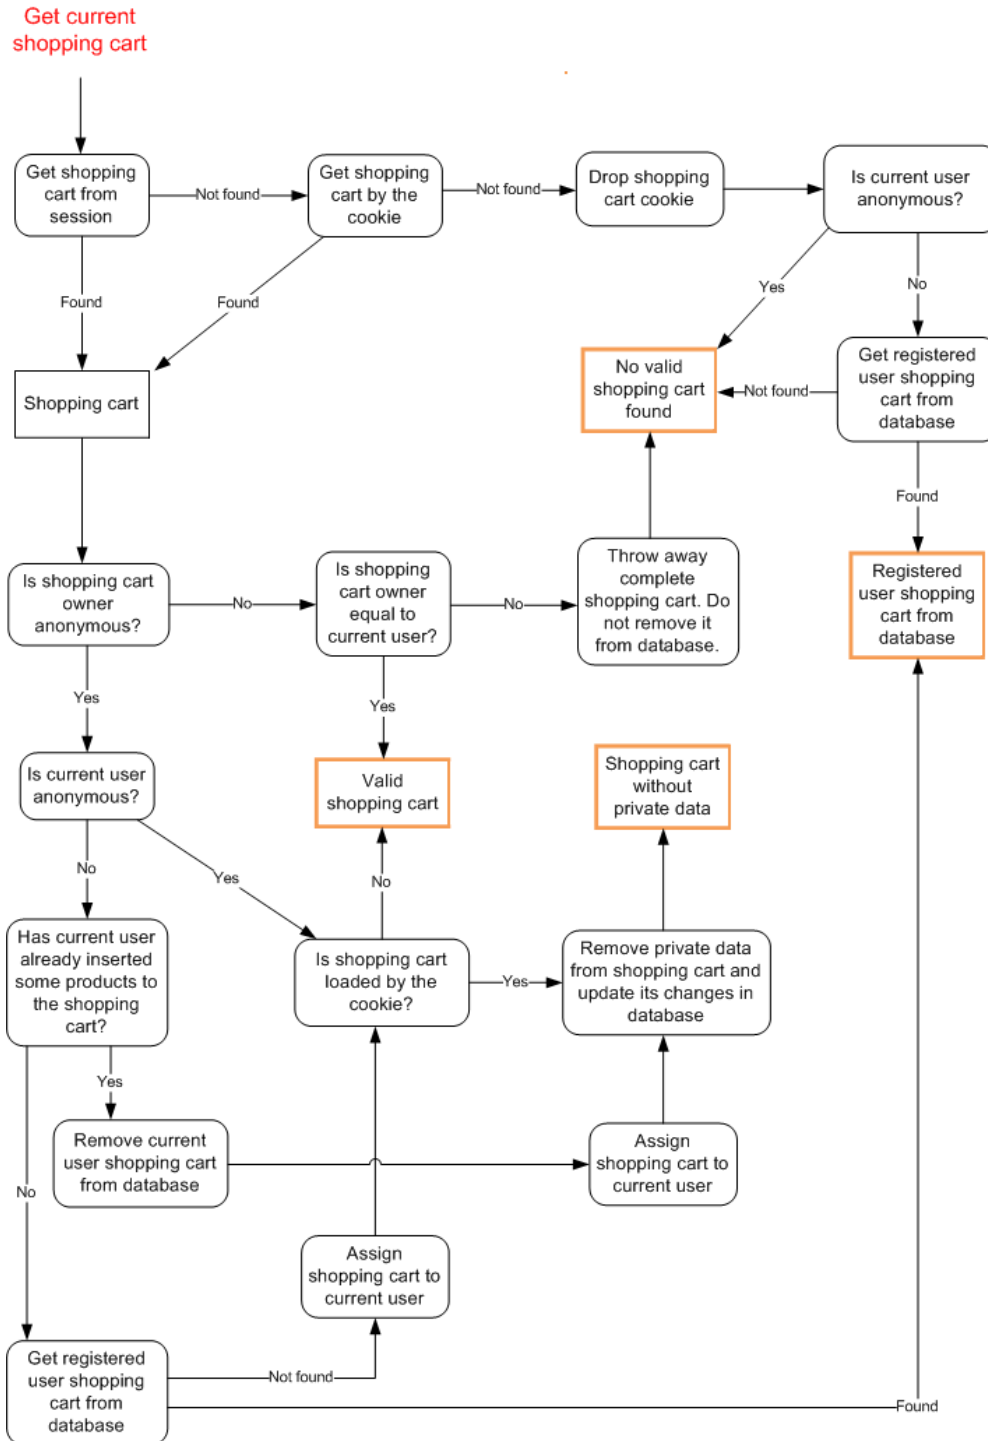 Get current
shopping cart
Get shopping
cart from
session
Not found
Get shopping
cart by the
cookie
Not found
Drop shopping
cart cookie
Is current user
anonymous?
Found
Found
Yes
No
Shopping cart
No valid
shopping cart
found
Not found
Get registered
user shopping
cart from
database
Found
Is shopping cart
owner
anonymous?
No
Is shopping
cart owner
equal to
current user?
No
Throw away
complete
shopping cart. Do
not remove it
from database.
Registered
user shopping
cart from
database
Yes
Yes
Is current user
anonymous?
Valid
shopping cart
Shopping cart
without
private data
No
Yes
No
Has current user
already inserted
some products to
the shopping
cart?
Is shopping cart
loaded by the
cookie?
Yes
Remove private data
from shopping cart and
update its changes in
database
Yes
Remove current
user shopping cart
from database
Assign
shopping cart to
current user
No
Assign
shopping cart to
current user
Get registered
user shopping
cart from
database
Not found
Found